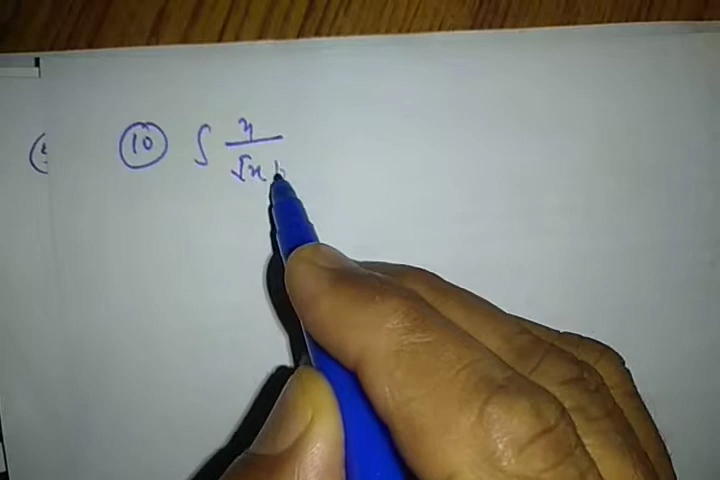 (10) ∫ x/√x